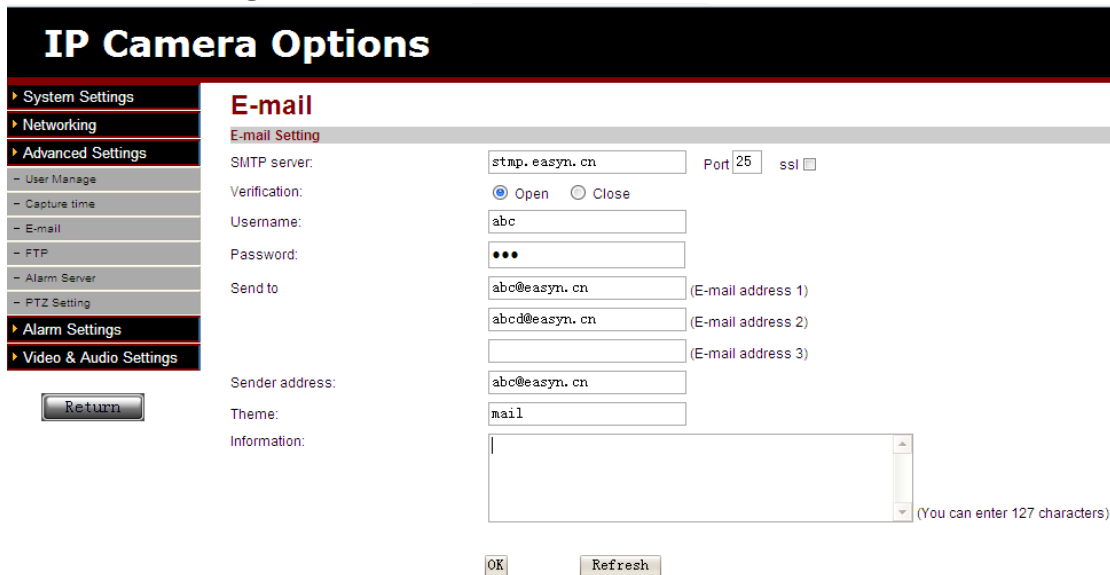 IP Camera Options
System Settings
Networking
Advanced Settings
- User Manage
- Capture time
- E-mail
- FTP
- Alarm Server
- PTZ Setting
Alarm Settings
Video & Audio Settings
Return
E-mail
E-mail Setting
SMTP server: stmp.easyn.cn Port 25 ssl
Verification: Open Close
Username: abc
Password: •••
Send to abc@easyn.cn (E-mail address 1)
abcd@easyn.cn (E-mail address 2)
(E-mail address 3)
Sender address: abc@easyn.cn
Theme: mail
Information:
(You can enter 127 characters)
OK Refresh